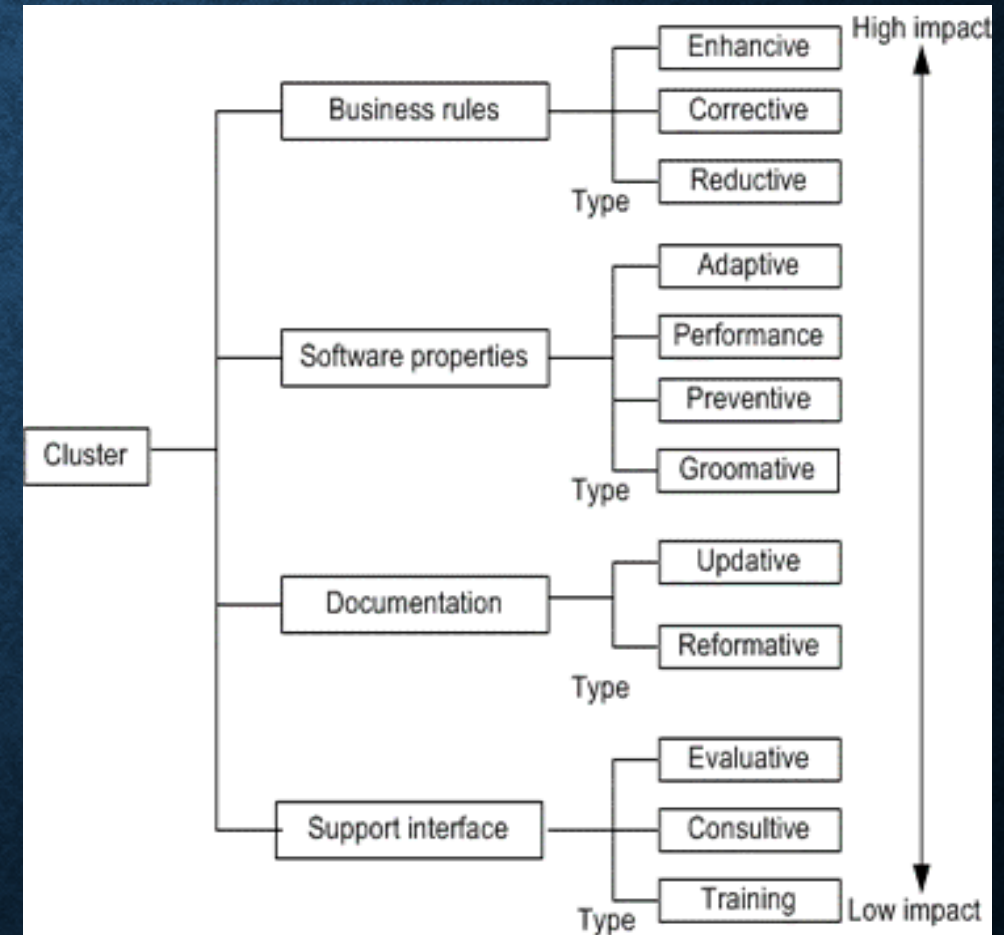 High impact
Enhancive
Business rules
Corrective
Reductive
Type
Adaptive
Performance
Software properties
Preventive
Cluster
Groomative
Type
Updative
Documentation
Reformative
Type
Evaluative
Support interface
Consultive
Training
Low impact
Type